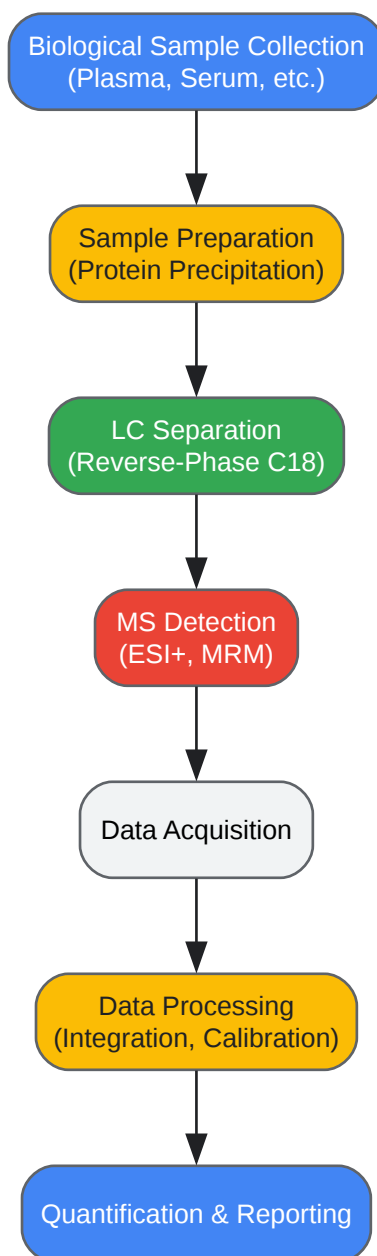 Biological Sample Collection
(Plasma, Serum, etc.)
Sample Preparation
(Protein Precipitation)
LC Separation
(Reverse-Phase C18)
MS Detection
(ESI+, MRM)
Data Acquisition
Data Processing
(Integration, Calibration)
Quantification & Reporting